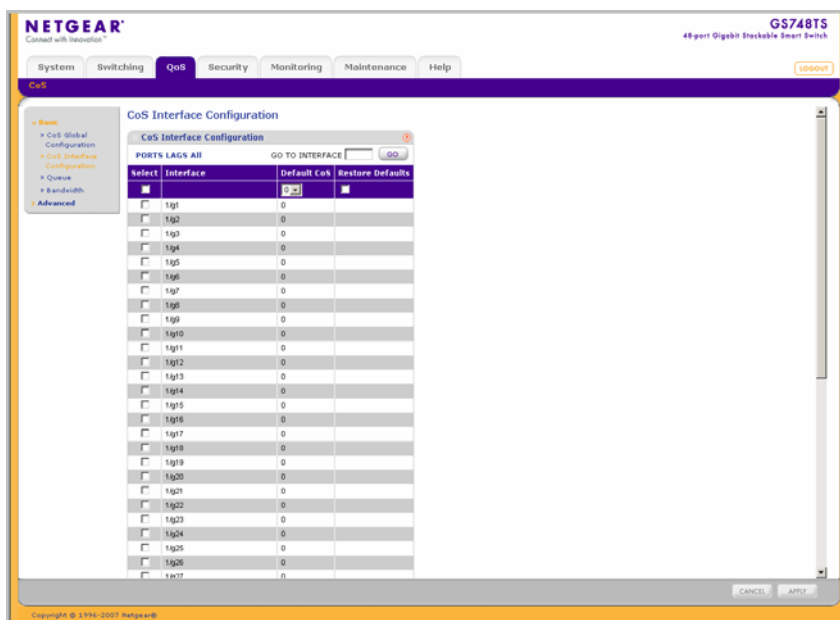 NETGEAR®
Connect with Innovation™
GS748TS
48-port Gigabit Stackable Smart Switch
System Switching QoS Security Monitoring Maintenance Help
LOGOUT
CoS
Basic
CoS Global
Configuration
CoS Interface
Configuration
Queue
Bandwidth
Advanced
CoS Interface Configuration
CoS Interface Configuration
PORTS LAGS All GO TO INTERFACE GO
Select Interface Default CoS Restore Defaults
0
1/g1 0
1/g2 0
1/g3 0
1/g4 0
1/g5 0
1/g6 0
1/g7 0
1/g8 0
1/g9 0
1/g10 0
1/g11 0
1/g12 0
1/g13 0
1/g14 0
1/g15 0
1/g16 0
1/g17 0
1/g18 0
1/g19 0
1/g20 0
1/g21 0
1/g22 0
1/g23 0
1/g24 0
1/g25 0
1/g26 0
1/g27 0
CANCEL APPLY
Copyright © 1996-2007 Netgear®